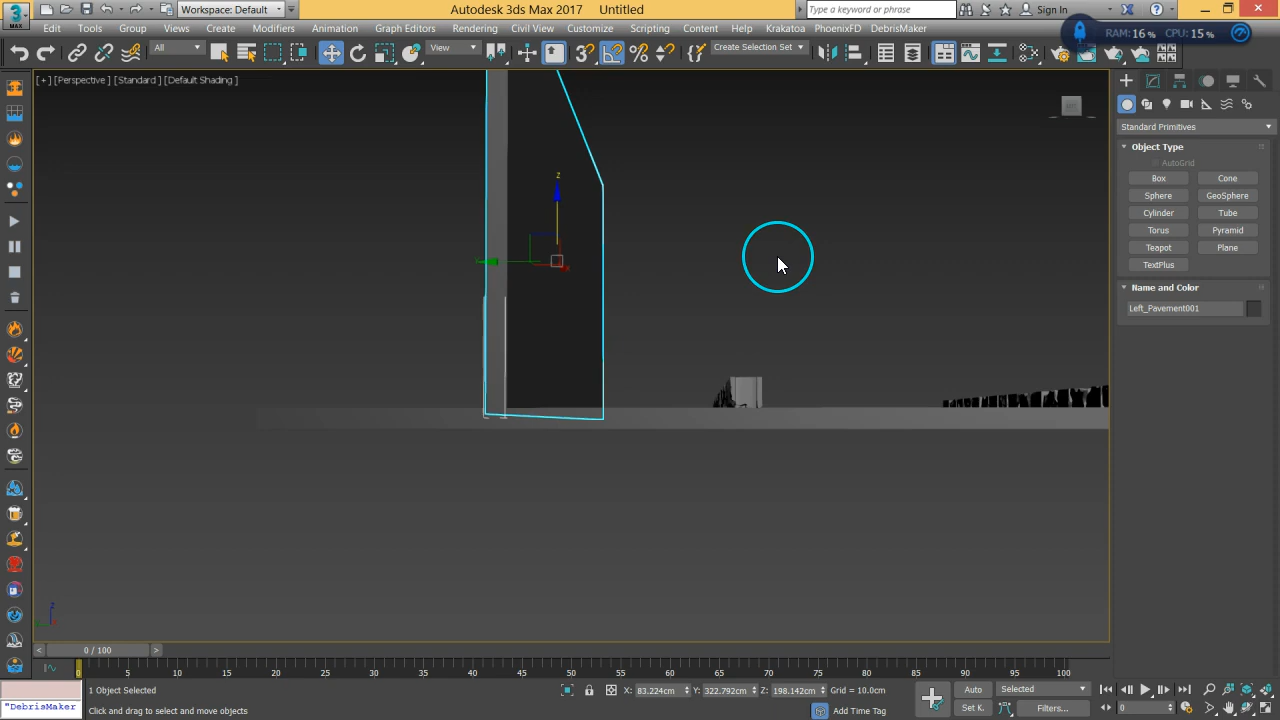 Workspace: Default
Autodesk 3ds Max 2017 Untitled
Type a keyword or phrase
Sign In
MAX
Edit Tools Group Views Create Modifiers Animation Graph Editors Rendering Civil View Customize Scripting Content Help Krakatoa PhoenixFD DebrisMaker
RAM: 16 % CPU: 15 %
All
View
Create Selection Set
[ + ] [Perspective ] [Standard ] [Default Shading ]
Standard Primitives
Object Type
AutoGrid
Box Cone
Sphere GeoSphere
Cylinder Tube
Torus Pyramid
Teapot Plane
TextPlus
Name and Color
Left_Pavement001
z
x
z
< 0 / 100 >
0 5 10 15 20 25 30 35 40 45 50 55 60 65 70 75 80 85 90 95 100
1 Object Selected
X: 83.224cm Y: 322.792cm Z: 198.142cm Grid = 10.0cm
Auto Selected
"DebrisMaker
Click and drag to select and move objects
Add Time Tag
Set K. Filters...
0